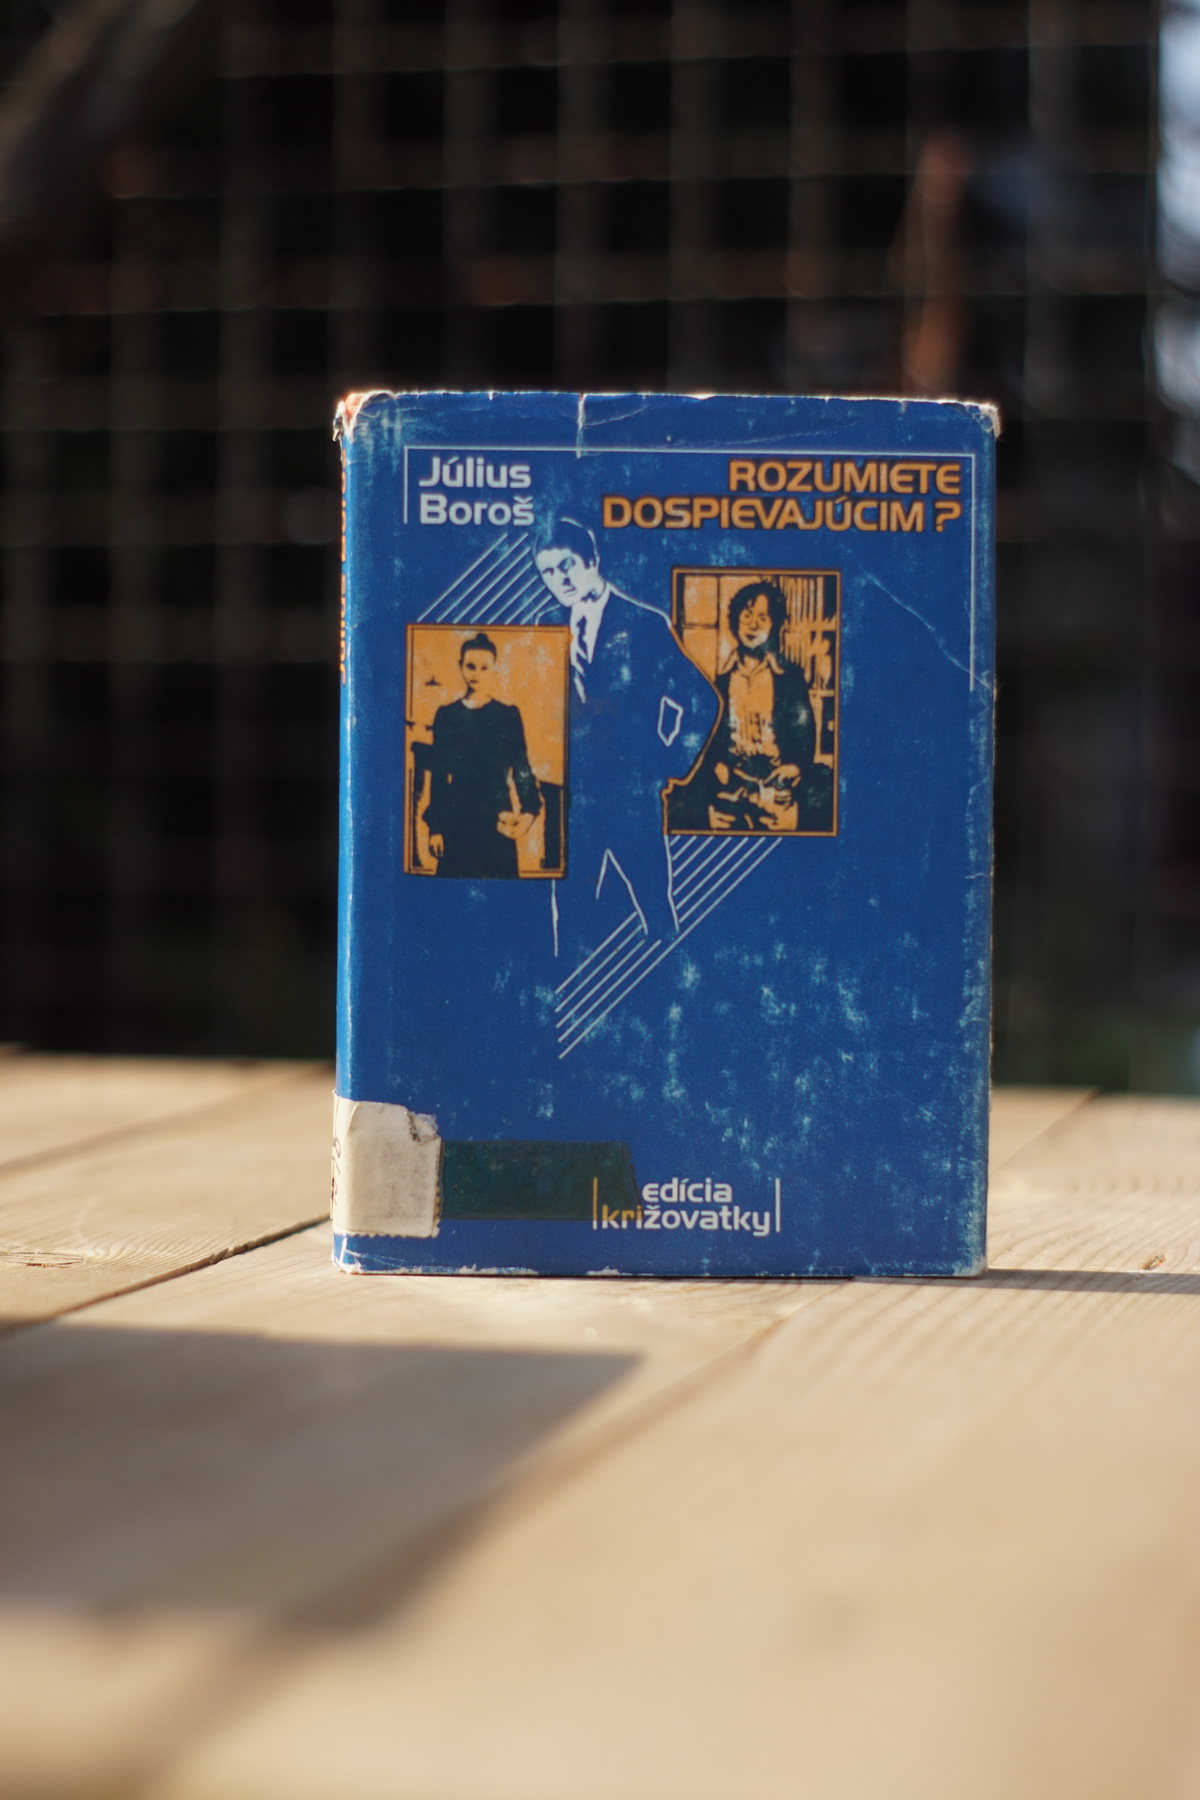 Július
Boroš
ROZUMIETE
DOSPIEVAJÚCIM ?
edícia
križovatky